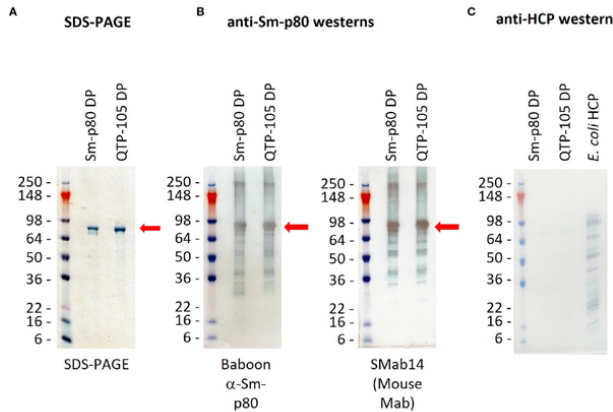 A SDS-PAGE
Sm-p80 DP
QTP-105 DP
250 -
148 -
98 -
64 -
50 -
36 -
22 -
16 -
6 -
SDS-PAGE
B anti-Sm-p80 westerns
Sm-p80 DP
QTP-105 DP
250 -
148 -
98 -
64 -
50 -
36 -
22 -
16 -
6 -
Baboon
α-Sm-
p80
Sm-p80 DP
QTP-105 DP
250 -
148 -
98 -
64 -
50 -
36 -
22 -
16 -
6 -
SMab14
(Mouse
Mab)
C anti-HCP western
Sm-p80 DP
QTP-105 DP
E. coli HCP
250 -
148 -
98 -
64 -
50 -
36 -
22 -
16 -
6 -